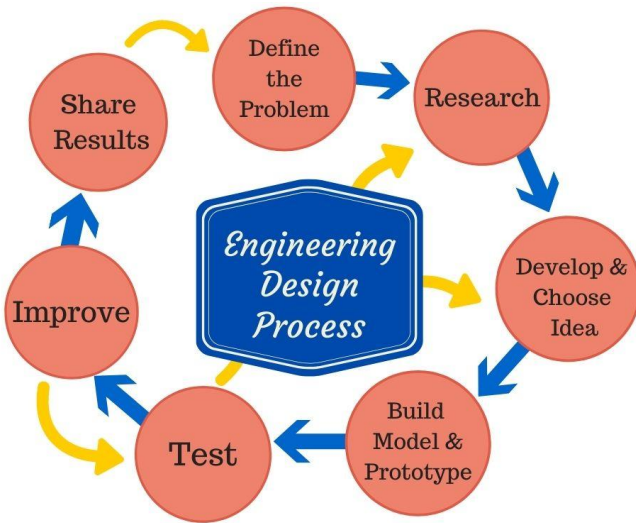 Define
the
Problem
Research
Develop &
Choose
Idea
Build
Model &
Prototype
Test
Improve
Share
Results
Engineering
Design
Process